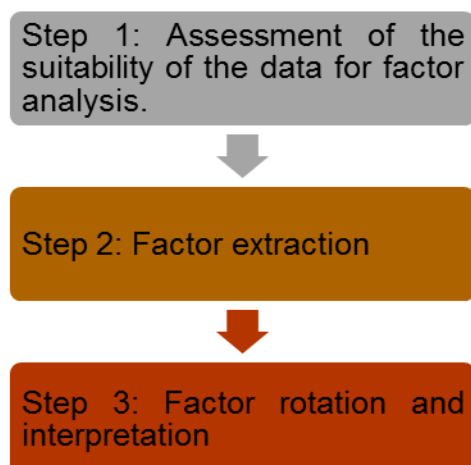 Step 1: Assessment of the
suitability of the data for factor
analysis.
Step 2: Factor extraction
Step 3: Factor rotation and
interpretation